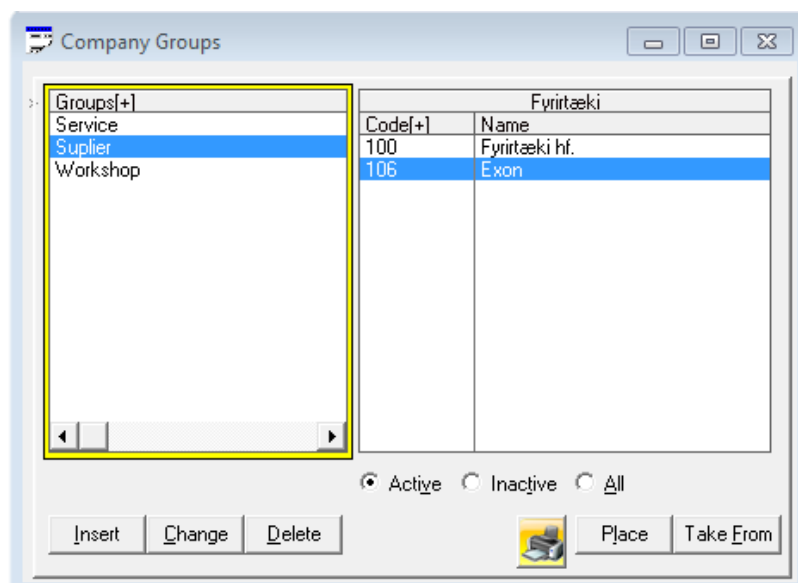 Company Groups
Groups[+]
Service
Suplier
Workshop
Fyrirtæki
Code[+] Name
100 Fyrirtæki hf.
106 Exon
Active Inactive All
Insert Change Delete Place Take From